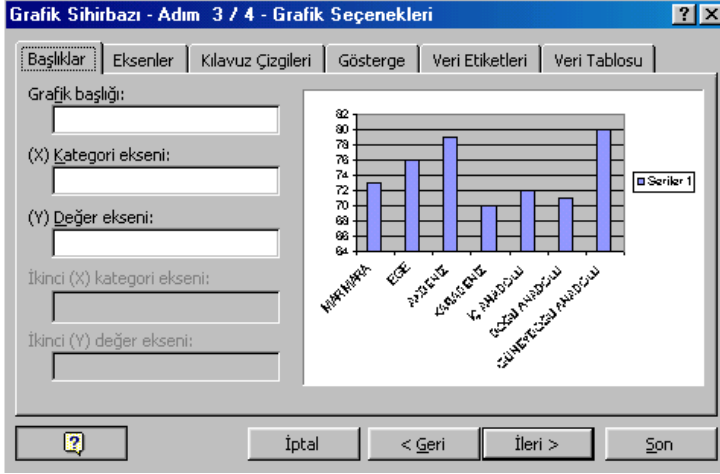 Grafik Sihirbazı - Adım 3 / 4 - Grafik Seçenekleri
Başlıklar Eksenler Kılavuz Çizgileri Gösterge Veri Etiketleri Veri Tablosu
Grafik başlığı:
(X) Kategori ekseni:
(Y) Değer ekseni:
İkinci (X) kategori ekseni:
İkinci (Y) değer ekseni:
82
80
78
76
74
72
70
68
66
64
MARMARA
EGE
AKDENİZ
KARADENİZ
İÇ ANADOLU
DOĞU ANADOLU
GÜNEYDOĞU ANADOLU
Seriler 1
İptal < Geri İleri > Son